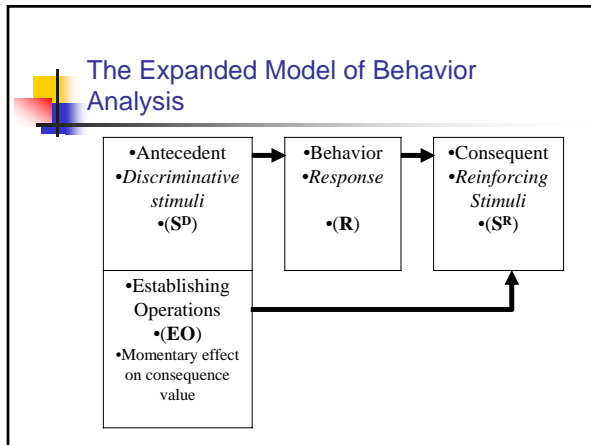 The Expanded Model of Behavior
Analysis
•Antecedent
•Discriminative
stimuli
•(Sᴰ)
•Behavior
•Response
•(R)
•Consequent
•Reinforcing
Stimuli
•(Sᴿ)
•Establishing
Operations
•(EO)
•Momentary effect
on consequence
value